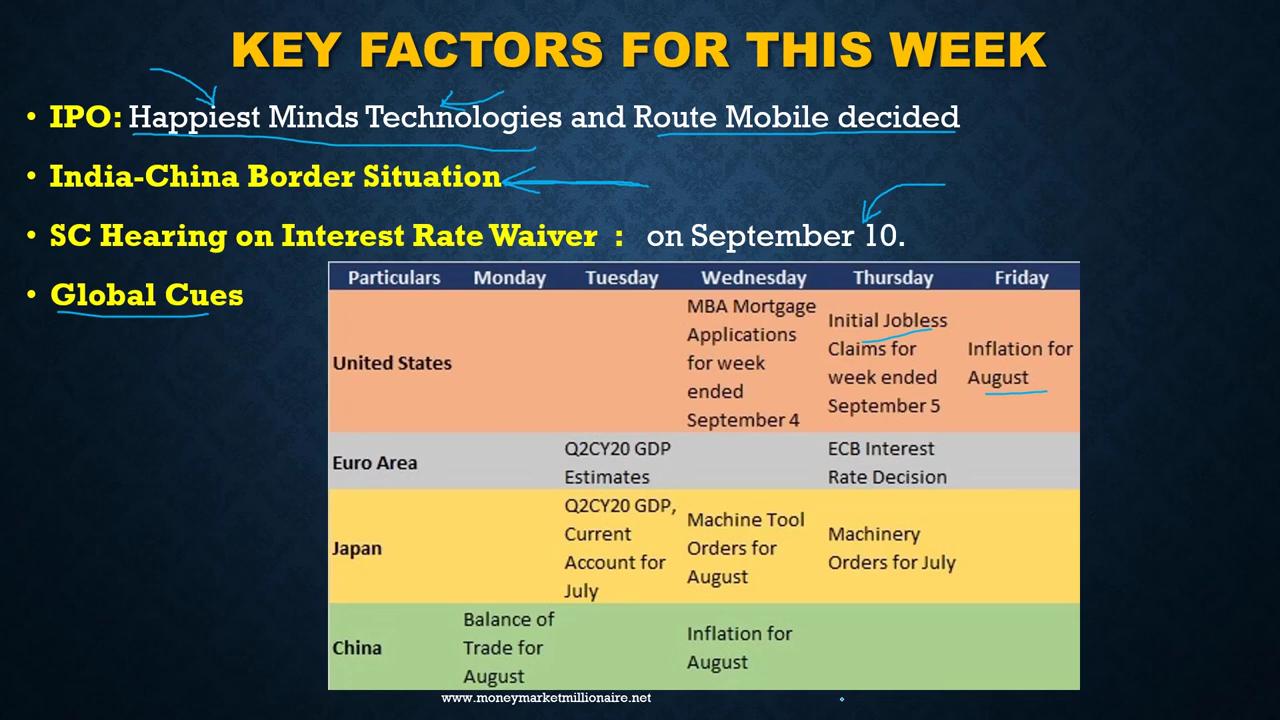 KEY FACTORS FOR THIS WEEK
• IPO: Happiest Minds Technologies and Route Mobile decided
• India-China Border Situation
• SC Hearing on Interest Rate Waiver : on September 10.
• Global Cues
Particulars Monday Tuesday Wednesday Thursday Friday
United States
MBA Mortgage
Applications
for week
ended
September 4
Initial Jobless
Claims for
week ended
September 5
Inflation for
August
Euro Area
Q2CY20 GDP
Estimates
ECB Interest
Rate Decision
Japan
Q2CY20 GDP,
Current
Account for
July
Machine Tool
Orders for
August
Machinery
Orders for July
China
Balance of
Trade for
August
Inflation for
August
www.moneymarketmillionaire.net